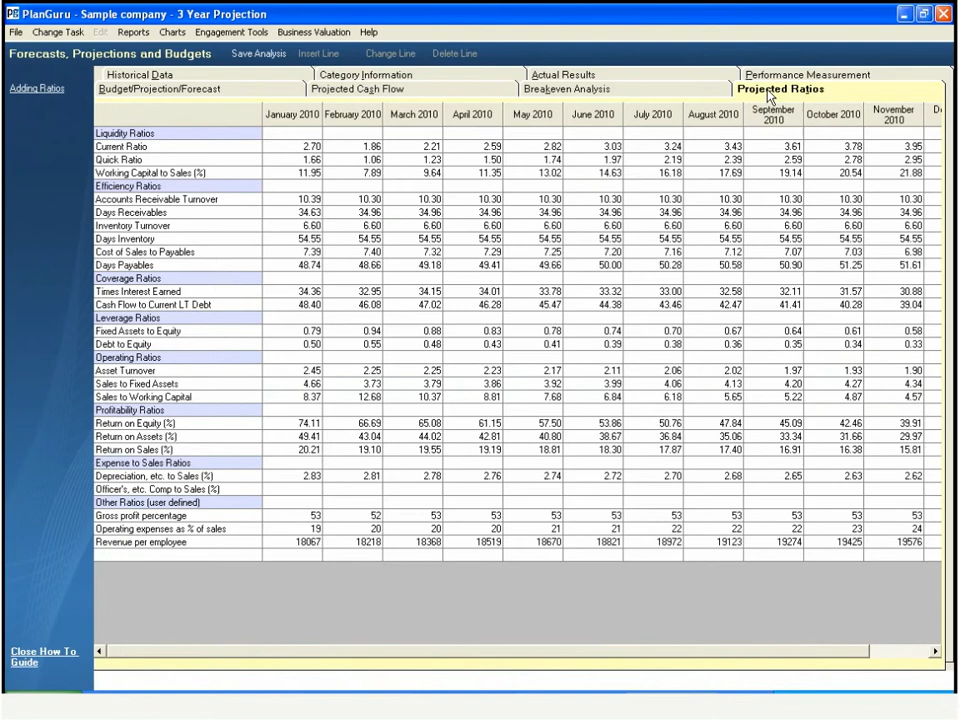 PlanGuru - Sample company - 3 Year Projection
File Change Task Edit Reports Charts Engagement Tools Business Valuation Help
Forecasts, Projections and Budgets Save Analysis Insert Line Change Line Delete Line
Adding Ratios
Historical Data Category Information Actual Results Performance Measurement
Budget/Projection/Forecast Projected Cash Flow Breakeven Analysis Projected Ratios
January 2010 February 2010 March 2010 April 2010 May 2010 June 2010 July 2010 August 2010 September 2010 October 2010 November 2010 D
Liquidity Ratios
Current Ratio 2.70 1.86 2.21 2.59 2.82 3.03 3.24 3.43 3.61 3.78 3.95
Quick Ratio 1.66 1.06 1.23 1.50 1.74 1.97 2.19 2.39 2.59 2.78 2.95
Working Capital to Sales (%) 11.95 7.89 9.64 11.35 13.02 14.63 16.18 17.69 19.14 20.54 21.88
Efficiency Ratios
Accounts Receivable Turnover 10.39 10.30 10.30 10.30 10.30 10.30 10.30 10.30 10.30 10.30 10.30
Days Receivables 34.63 34.96 34.96 34.96 34.96 34.96 34.96 34.96 34.96 34.96 34.96
Inventory Turnover 6.60 6.60 6.60 6.60 6.60 6.60 6.60 6.60 6.60 6.60 6.60
Days Inventory 54.55 54.55 54.55 54.55 54.55 54.55 54.55 54.55 54.55 54.55 54.55
Cost of Sales to Payables 7.39 7.40 7.32 7.29 7.25 7.20 7.16 7.12 7.07 7.03 6.98
Days Payables 48.74 48.66 49.18 49.41 49.66 50.00 50.28 50.58 50.90 51.25 51.61
Coverage Ratios
Times Interest Earned 34.36 32.95 34.15 34.01 33.78 33.32 33.00 32.58 32.11 31.57 30.88
Cash Flow to Current LT Debt 48.40 46.08 47.02 46.28 45.47 44.38 43.46 42.47 41.41 40.28 39.04
Leverage Ratios
Fixed Assets to Equity 0.79 0.94 0.88 0.83 0.78 0.74 0.70 0.67 0.64 0.61 0.58
Debt to Equity 0.50 0.55 0.48 0.43 0.41 0.39 0.38 0.36 0.35 0.34 0.33
Operating Ratios
Asset Turnover 2.45 2.25 2.25 2.23 2.17 2.11 2.06 2.02 1.97 1.93 1.90
Sales to Fixed Assets 4.66 3.73 3.79 3.86 3.92 3.99 4.06 4.13 4.20 4.27 4.34
Sales to Working Capital 8.37 12.68 10.37 8.81 7.68 6.84 6.18 5.65 5.22 4.87 4.57
Profitability Ratios
Return on Equity (%) 74.11 66.69 65.08 61.15 57.50 53.86 50.76 47.84 45.09 42.46 39.91
Return on Assets (%) 49.41 43.04 44.02 42.81 40.80 38.67 36.84 35.06 33.34 31.66 29.97
Return on Sales (%) 20.21 19.10 19.55 19.19 18.81 18.30 17.87 17.40 16.91 16.38 15.81
Expense to Sales Ratios
Depreciation, etc. to Sales (%) 2.83 2.81 2.78 2.76 2.74 2.72 2.70 2.68 2.65 2.63 2.62
Officer's, etc. Comp to Sales (%)
Other Ratios (user defined)
Gross profit percentage 53 52 53 53 53 53 53 53 53 53 53
Operating expenses as % of sales 19 20 20 20 21 21 22 22 22 23 24
Revenue per employee 18067 18218 18368 18519 18670 18821 18972 19123 19274 19425 19576
Close How To
Guide